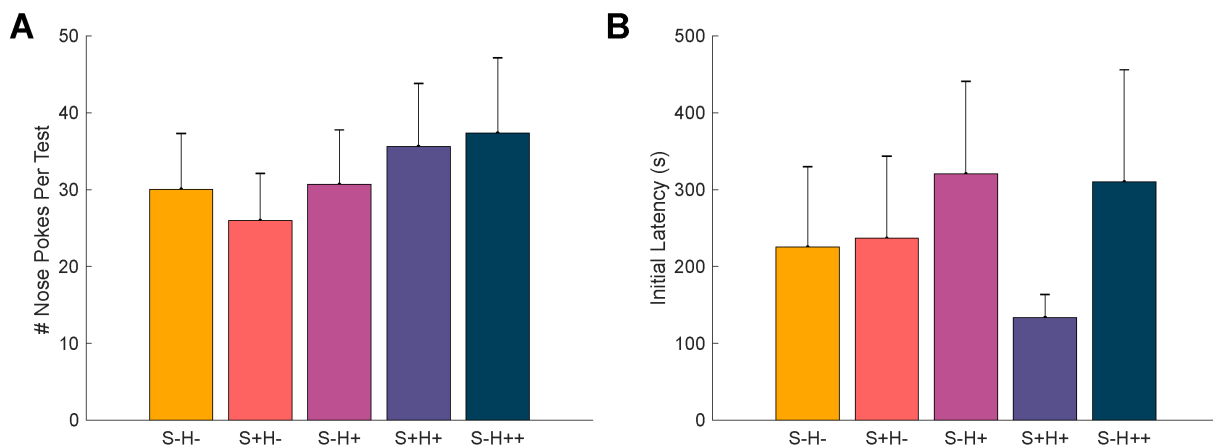 A
# Nose Pokes Per Test
50
40
30
20
10
0
S-H-
S+H-
S-H+
S+H+
S-H++
B
Initial Latency (s)
500
400
300
200
100
0
S-H-
S+H-
S-H+
S+H+
S-H++